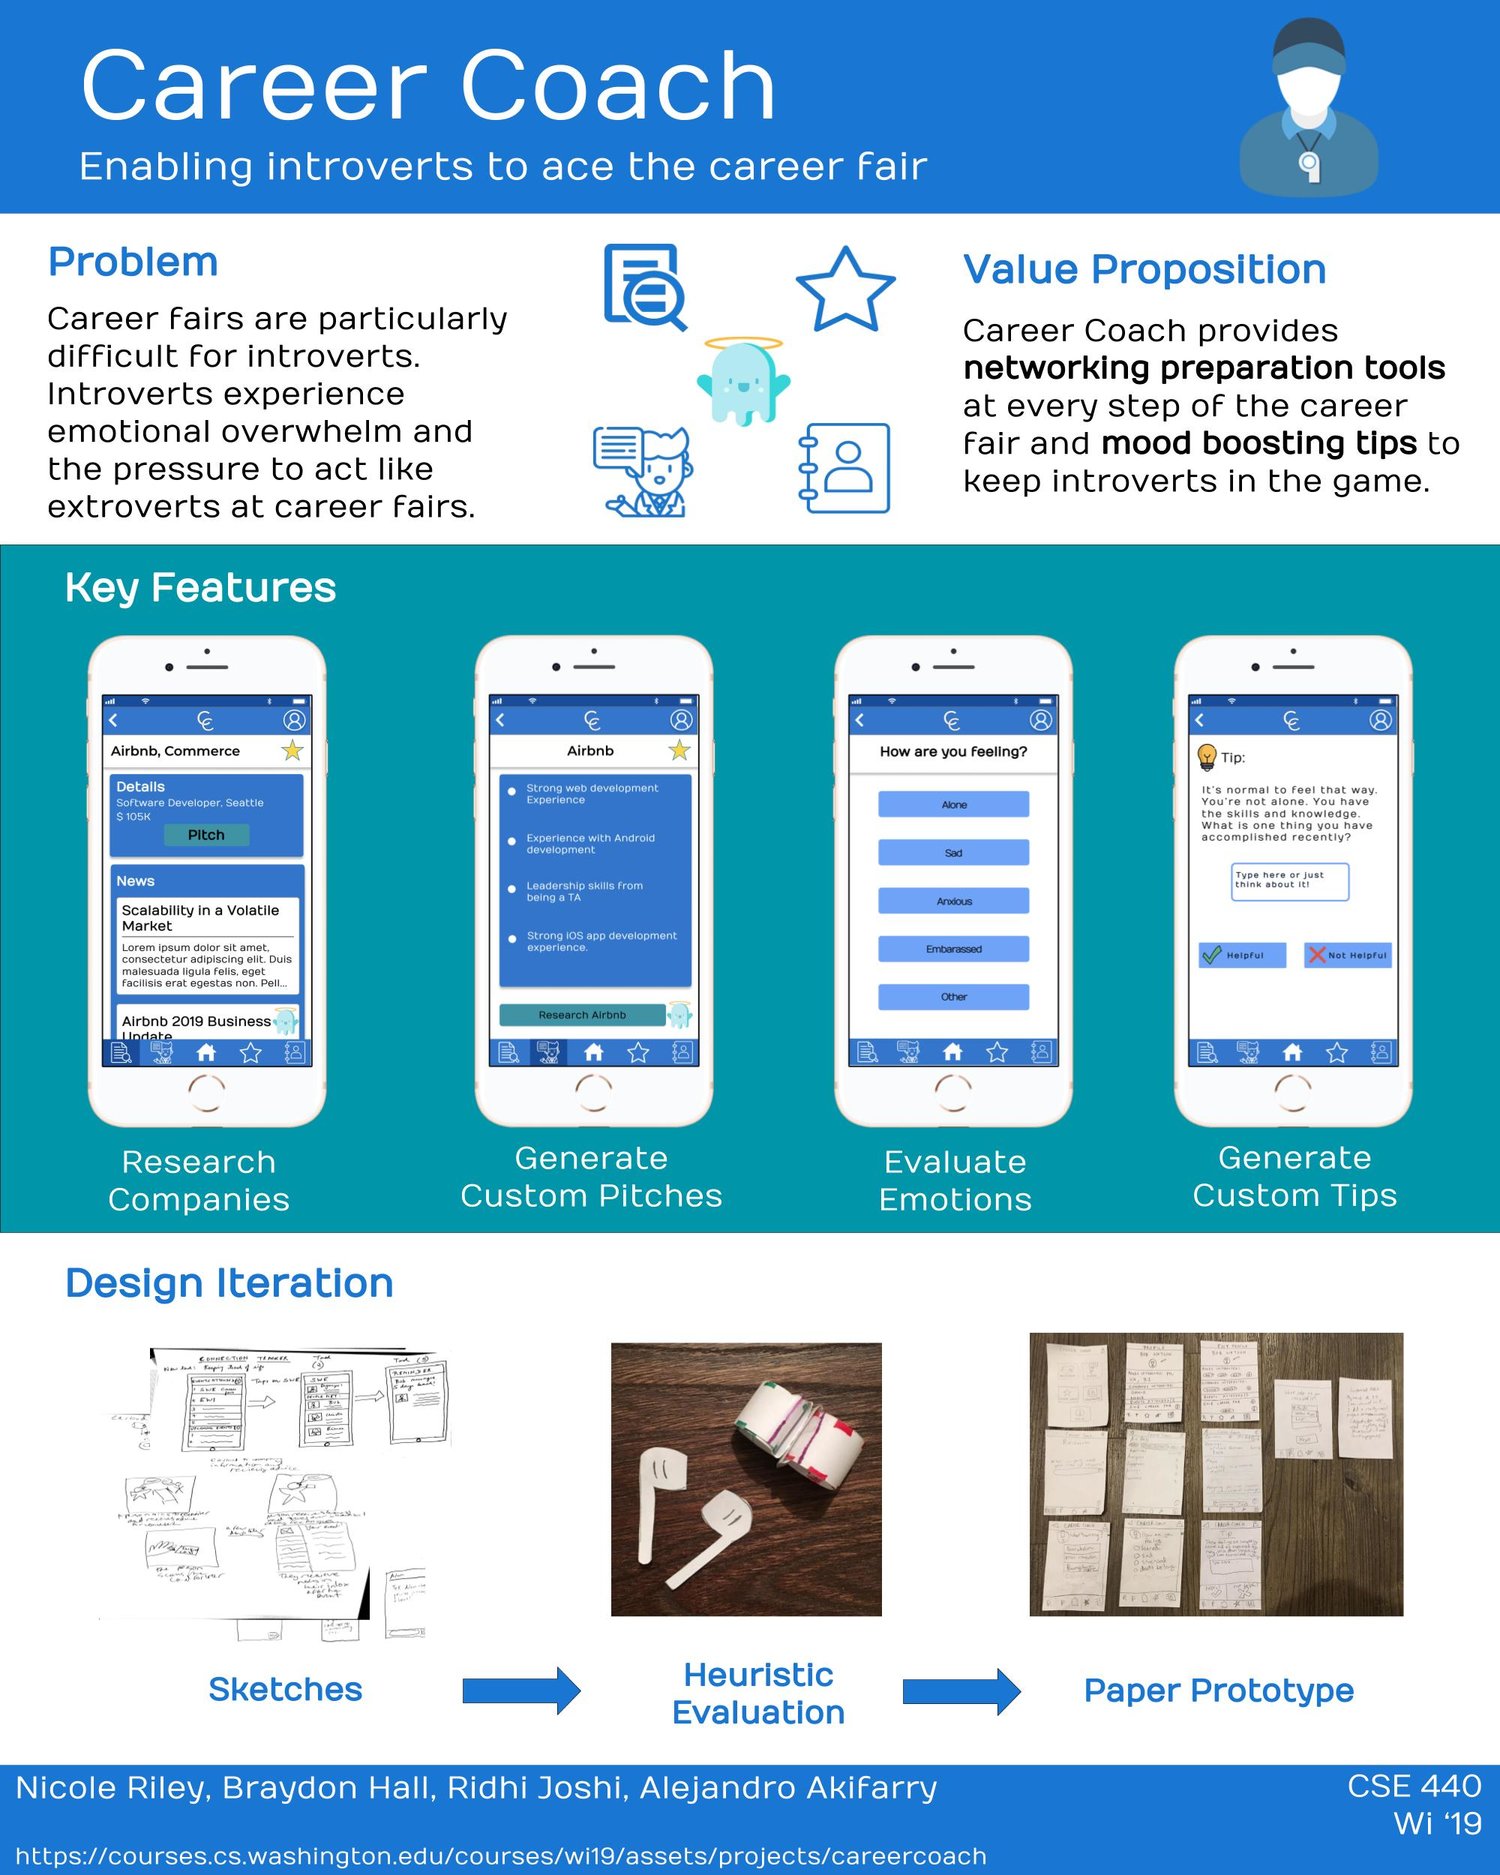 Career Coach
Enabling introverts to ace the career fair
Problem
Career fairs are particularly
difficult for introverts.
Introverts experience
emotional overwhelm and
the pressure to act like
extroverts at career fairs.
Value Proposition
Career Coach provides
networking preparation tools
at every step of the career
fair and mood boosting tips to
keep introverts in the game.
Key Features
Airbnb, Commerce
Details
Software Developer, Seattle
$ 105K
Pitch
News
Scalability in a Volatile
Market
Lorem ipsum dolor sit amet,
consectetur adipiscing elit. Duis
malesuada ligula felis, eget
facilisis erat egestas non. Pell...
Airbnb 2019 Business
Update
Research
Companies
Airbnb
Strong web development
Experience
Experience with Android
development
Leadership skills from
being a TA
Strong iOS app development
experience.
Research Airbnb
Generate
Custom Pitches
How are you feeling?
Alone
Sad
Anxious
Embarassed
Other
Evaluate
Emotions
Tip:
It's normal to feel that way.
You're not alone. You have
the skills and knowledge.
What is one thing you have
accomplished recently?
Type here or just
think about it!
Helpful
Not Helpful
Generate
Custom Tips
Design Iteration
CONNECTION TRACKER
SWE
REMINDER
TIP
Sketches
Heuristic
Evaluation
Paper Prototype
Nicole Riley, Braydon Hall, Ridhi Joshi, Alejandro Akifarry
CSE 440
Wi '19
https://courses.cs.washington.edu/courses/wi19/assets/projects/careercoach